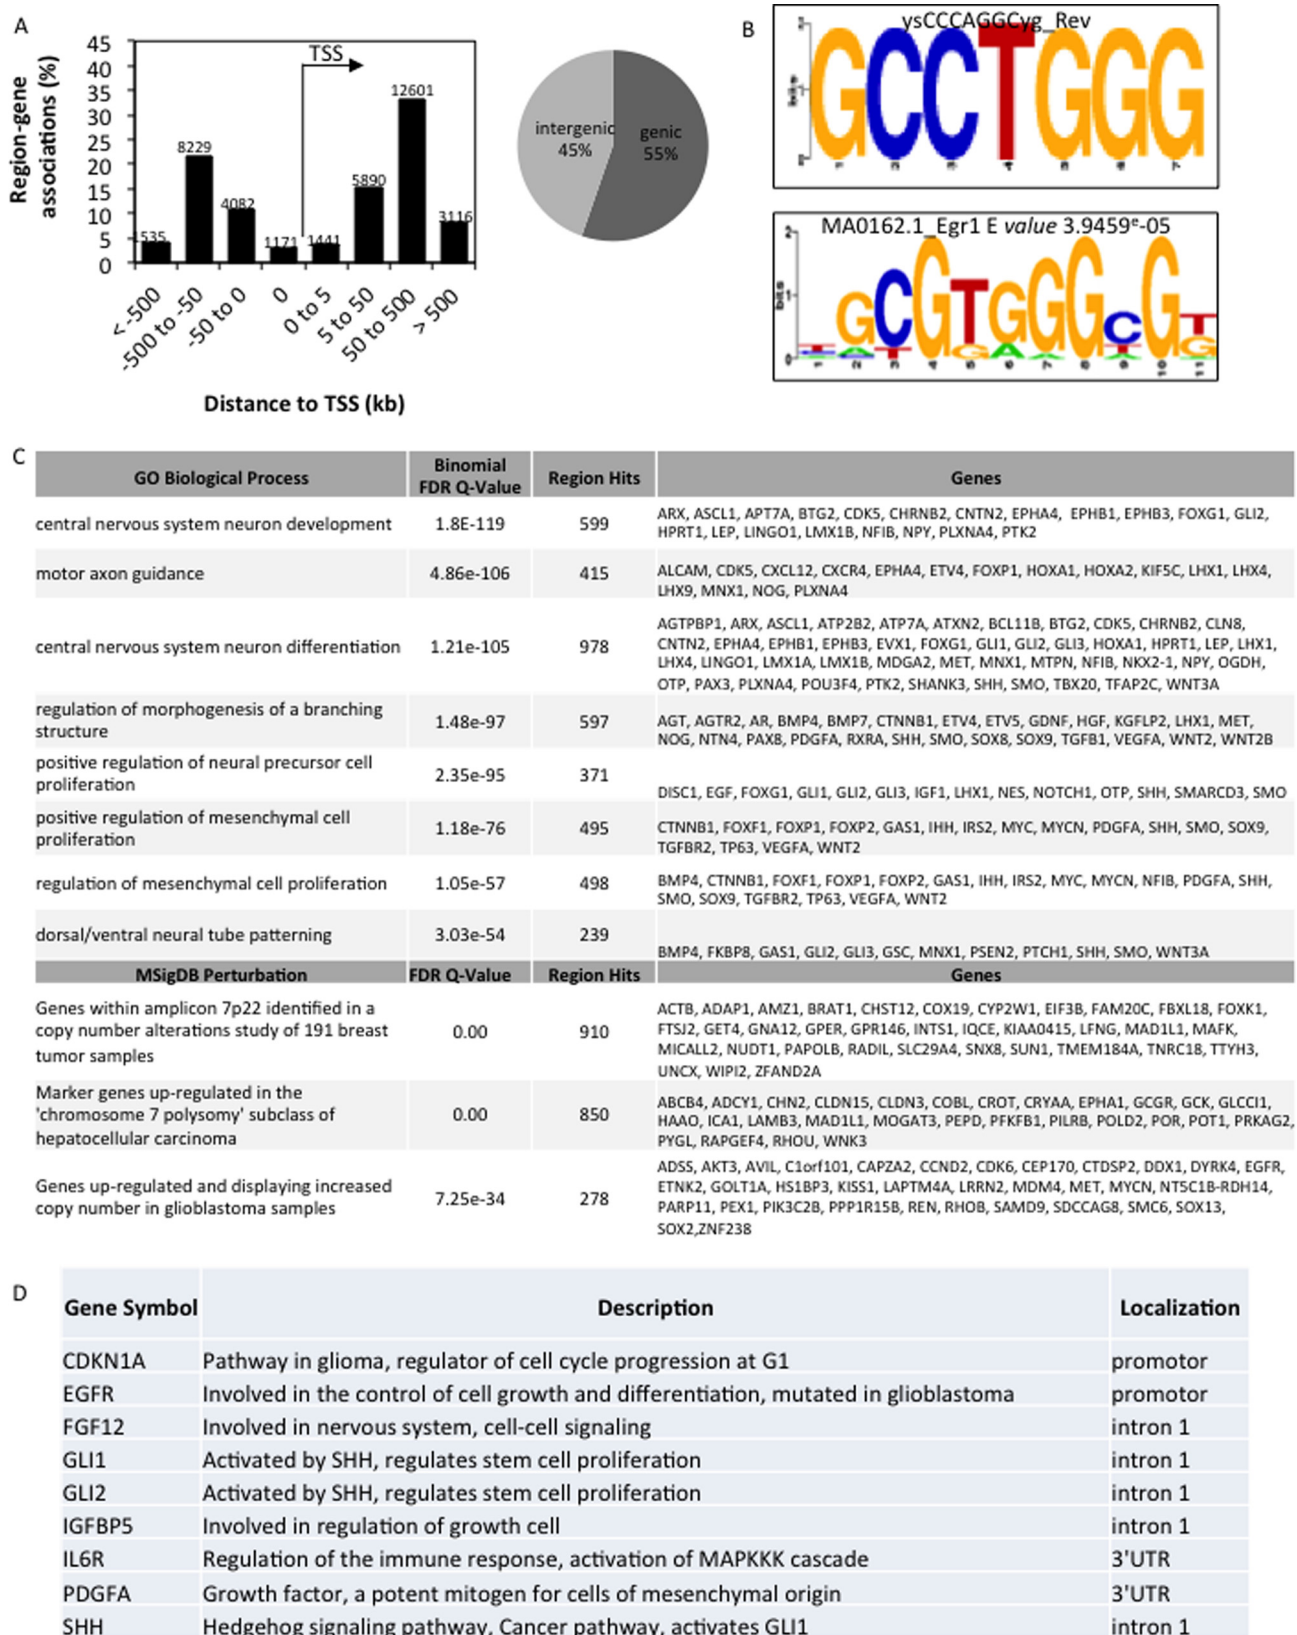 A
Region-gene
associations (%)
45
40
35
30
25
20
15
10
5
0
TSS
535
8229
4082
1171
1441
5890
12601
3116
< -500
-500 to -50
-50 to 0
0
0 to 5
5 to 50
50 to 500
> 500
Distance to TSS (kb)
intergenic
45%
genic
55%
B
ysCCCAGGCyg_Rev
bits
GCCTGGG
1 2 3 4 5 6 7
MA0162.1_Egr1 E value 3.9459e-05
2
1
0
bits
1 2 3 4 5 6 7 8 9 10 11
C
GO Biological Process Binomial FDR Q-Value Region Hits Genes
central nervous system neuron development 1.8E-119 599 ARX, ASCL1, APT7A, BTG2, CDK5, CHRNB2, CNTN2, EPHA4, EPHB1, EPHB3, FOXG1, GLI2,
HPRT1, LEP, LINGO1, LMX1B, NFIB, NPY, PLXNA4, PTK2
motor axon guidance 4.86e-106 415 ALCAM, CDK5, CXCL12, CXCR4, EPHA4, ETV4, FOXP1, HOXA1, HOXA2, KIF5C, LHX1, LHX4,
LHX9, MNX1, NOG, PLXNA4
central nervous system neuron differentiation 1.21e-105 978 AGTPBP1, ARX, ASCL1, ATP2B2, ATP7A, ATXN2, BCL11B, BTG2, CDK5, CHRNB2, CLN8,
CNTN2, EPHA4, EPHB1, EPHB3, EVX1, FOXG1, GLI1, GLI2, GLI3, HOXA1, HPRT1, LEP, LHX1,
LHX4, LINGO1, LMX1A, LMX1B, MDGA2, MET, MNX1, MTPN, NFIB, NKX2-1, NPY, OGDH,
OTP, PAX3, PLXNA4, POU3F4, PTK2, SHANK3, SHH, SMO, TBX20, TFAP2C, WNT3A
regulation of morphogenesis of a branching
structure 1.48e-97 597 AGT, AGTR2, AR, BMP4, BMP7, CTNNB1, ETV4, ETV5, GDNF, HGF, KGFLP2, LHX1, MET,
NOG, NTN4, PAX8, PDGFA, RXRA, SHH, SMO, SOX8, SOX9, TGFB1, VEGFA, WNT2, WNT2B
positive regulation of neural precursor cell
proliferation 2.35e-95 371 DISC1, EGF, FOXG1, GLI1, GLI2, GLI3, IGF1, LHX1, NES, NOTCH1, OTP, SHH, SMARCD3, SMO
positive regulation of mesenchymal cell
proliferation 1.18e-76 495 CTNNB1, FOXF1, FOXP1, FOXP2, GAS1, IHH, IRS2, MYC, MYCN, PDGFA, SHH, SMO, SOX9,
TGFBR2, TP63, VEGFA, WNT2
regulation of mesenchymal cell proliferation 1.05e-57 498 BMP4, CTNNB1, FOXF1, FOXP1, FOXP2, GAS1, IHH, IRS2, MYC, MYCN, NFIB, PDGFA, SHH,
SMO, SOX9, TGFBR2, TP63, VEGFA, WNT2
dorsal/ventral neural tube patterning 3.03e-54 239 BMP4, FKBP8, GAS1, GLI2, GLI3, GSC, MNX1, PSEN2, PTCH1, SHH, SMO, WNT3A
MSigDB Perturbation FDR Q-Value Region Hits Genes
Genes within amplicon 7p22 identified in a
copy number alterations study of 191 breast
tumor samples 0.00 910 ACTB, ADAP1, AMZ1, BRAT1, CHST12, COX19, CYP2W1, EIF3B, FAM20C, FBXL18, FOXK1,
FTSJ2, GET4, GNA12, GPER, GPR146, INTS1, IQCE, KIAA0415, LFNG, MAD1L1, MAFK,
MICALL2, NUDT1, PAPOLB, RADIL, SLC29A4, SNX8, SUN1, TMEM184A, TNRC18, TTYH3,
UNCX, WIPI2, ZFAND2A
Marker genes up-regulated in the
'chromosome 7 polysomy' subclass of
hepatocellular carcinoma 0.00 850 ABCB4, ADCY1, CHN2, CLDN15, CLDN3, COBL, CROT, CRYAA, EPHA1, GCGR, GCK, GLCCI1,
HAAO, ICA1, LAMB3, MAD1L1, MOGAT3, PEPD, PFKFB1, PILRB, POLD2, POR, POT1, PRKAG2,
PYGL, RAPGEF4, RHOU, WNK3
Genes up-regulated and displaying increased
copy number in glioblastoma samples 7.25e-34 278 ADSS, AKT3, AVIL, C1orf101, CAPZA2, CCND2, CDK6, CEP170, CTDSP2, DDX1, DYRK4, EGFR,
ETNK2, GOLT1A, HS1BP3, KISS1, LAPTM4A, LRRN2, MDM4, MET, MYCN, NT5C1B-RDH14,
PARP11, PEX1, PIK3C2B, PPP1R15B, REN, RHOB, SAMD9, SDCCAG8, SMC6, SOX13,
SOX2,ZNF238
D
Gene Symbol Description Localization
CDKN1A Pathway in glioma, regulator of cell cycle progression at G1 promotor
EGFR Involved in the control of cell growth and differentiation, mutated in glioblastoma promotor
FGF12 Involved in nervous system, cell-cell signaling intron 1
GLI1 Activated by SHH, regulates stem cell proliferation intron 1
GLI2 Activated by SHH, regulates stem cell proliferation intron 1
IGFBP5 Involved in regulation of growth cell intron 1
IL6R Regulation of the immune response, activation of MAPKKK cascade 3'UTR
PDGFA Growth factor, a potent mitogen for cells of mesenchymal origin 3'UTR
SHH Hedgehog signaling pathway, Cancer pathway, activates GLI1 intron 1